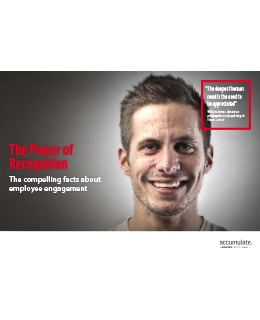 "The deepest human
need is the need to
be appreciated"
The Power of
Recognition
The compelling facts about
employee engagement
accumulate.